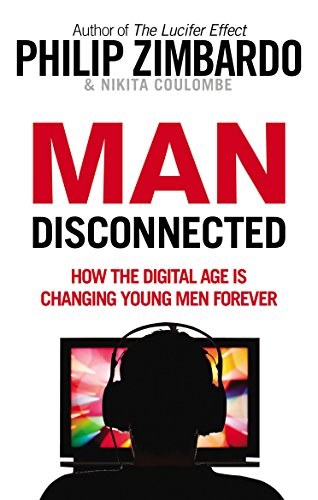 Author of The Lucifer Effect
PHILIP ZIMBARDO
& NIKITA COULOMBE
MAN
DISCONNECTED
HOW THE DIGITAL AGE IS
CHANGING YOUNG MEN FOREVER